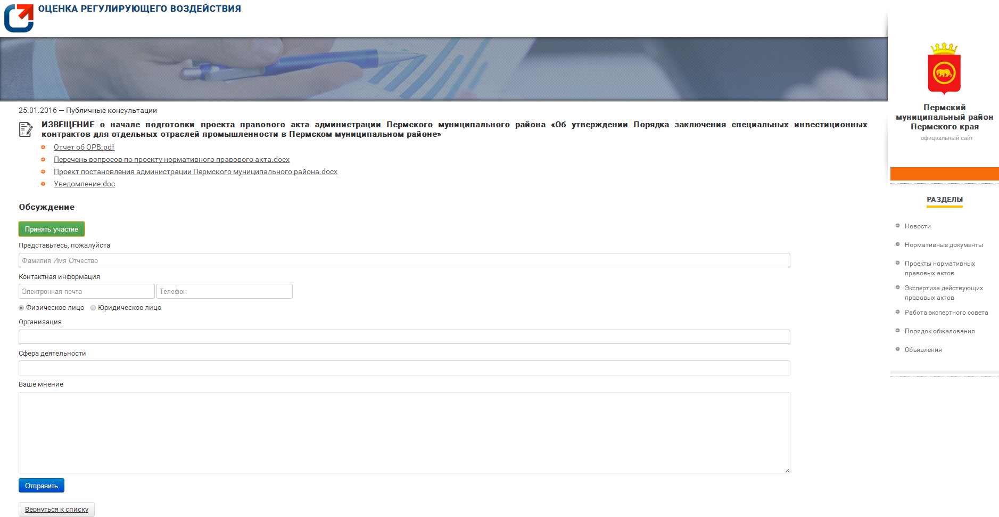 ОЦЕНКА РЕГУЛИРУЮЩЕГО ВОЗДЕЙСТВИЯ
25.01.2016 — Публичные консультации
ИЗВЕЩЕНИЕ о начале подготовки проекта правового акта администрации Пермского муниципального района «Об утверждении Порядка заключения специальных инвестиционных
контрактов для отдельных отраслей промышленности в Пермском муниципальном районе»
Отчет об ОРВ.pdf
Перечень вопросов по проекту нормативного правового акта.docx
Проект постановления администрации Пермского муниципального района.docx
Уведомление.doc
Обсуждение
Принять участие
Представьтесь, пожалуйста
Фамилия Имя Отчество
Контактная информация
Электронная почта Телефон
Физическое лицо Юридическое лицо
Организация
Сфера деятельности
Ваше мнение
Отправить
Вернуться к списку
Пермский
муниципальный район
Пермского края
официальный сайт
РАЗДЕЛЫ
Новости
Нормативные документы
Проекты нормативных
правовых актов
Экспертиза действующих
правовых актов
Работа экспертного совета
Порядок обжалования
Объявления